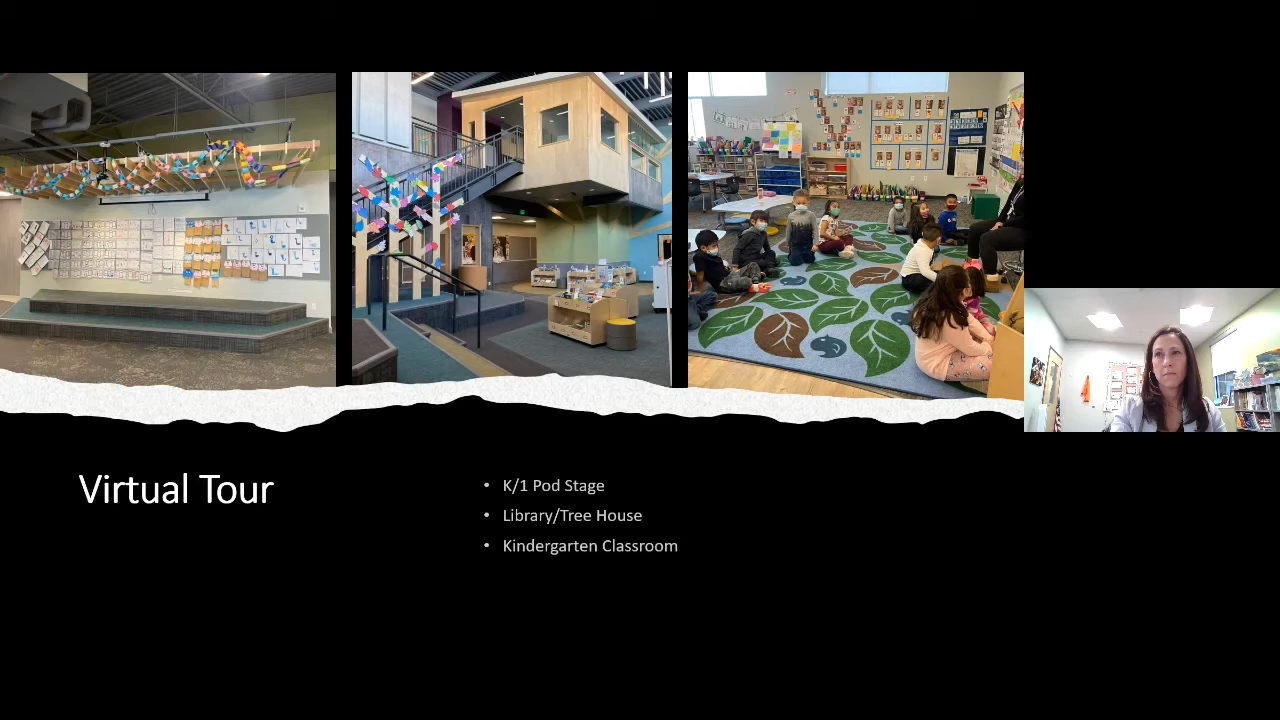 Virtual Tour
• K/1 Pod Stage
• Library/Tree House
• Kindergarten Classroom